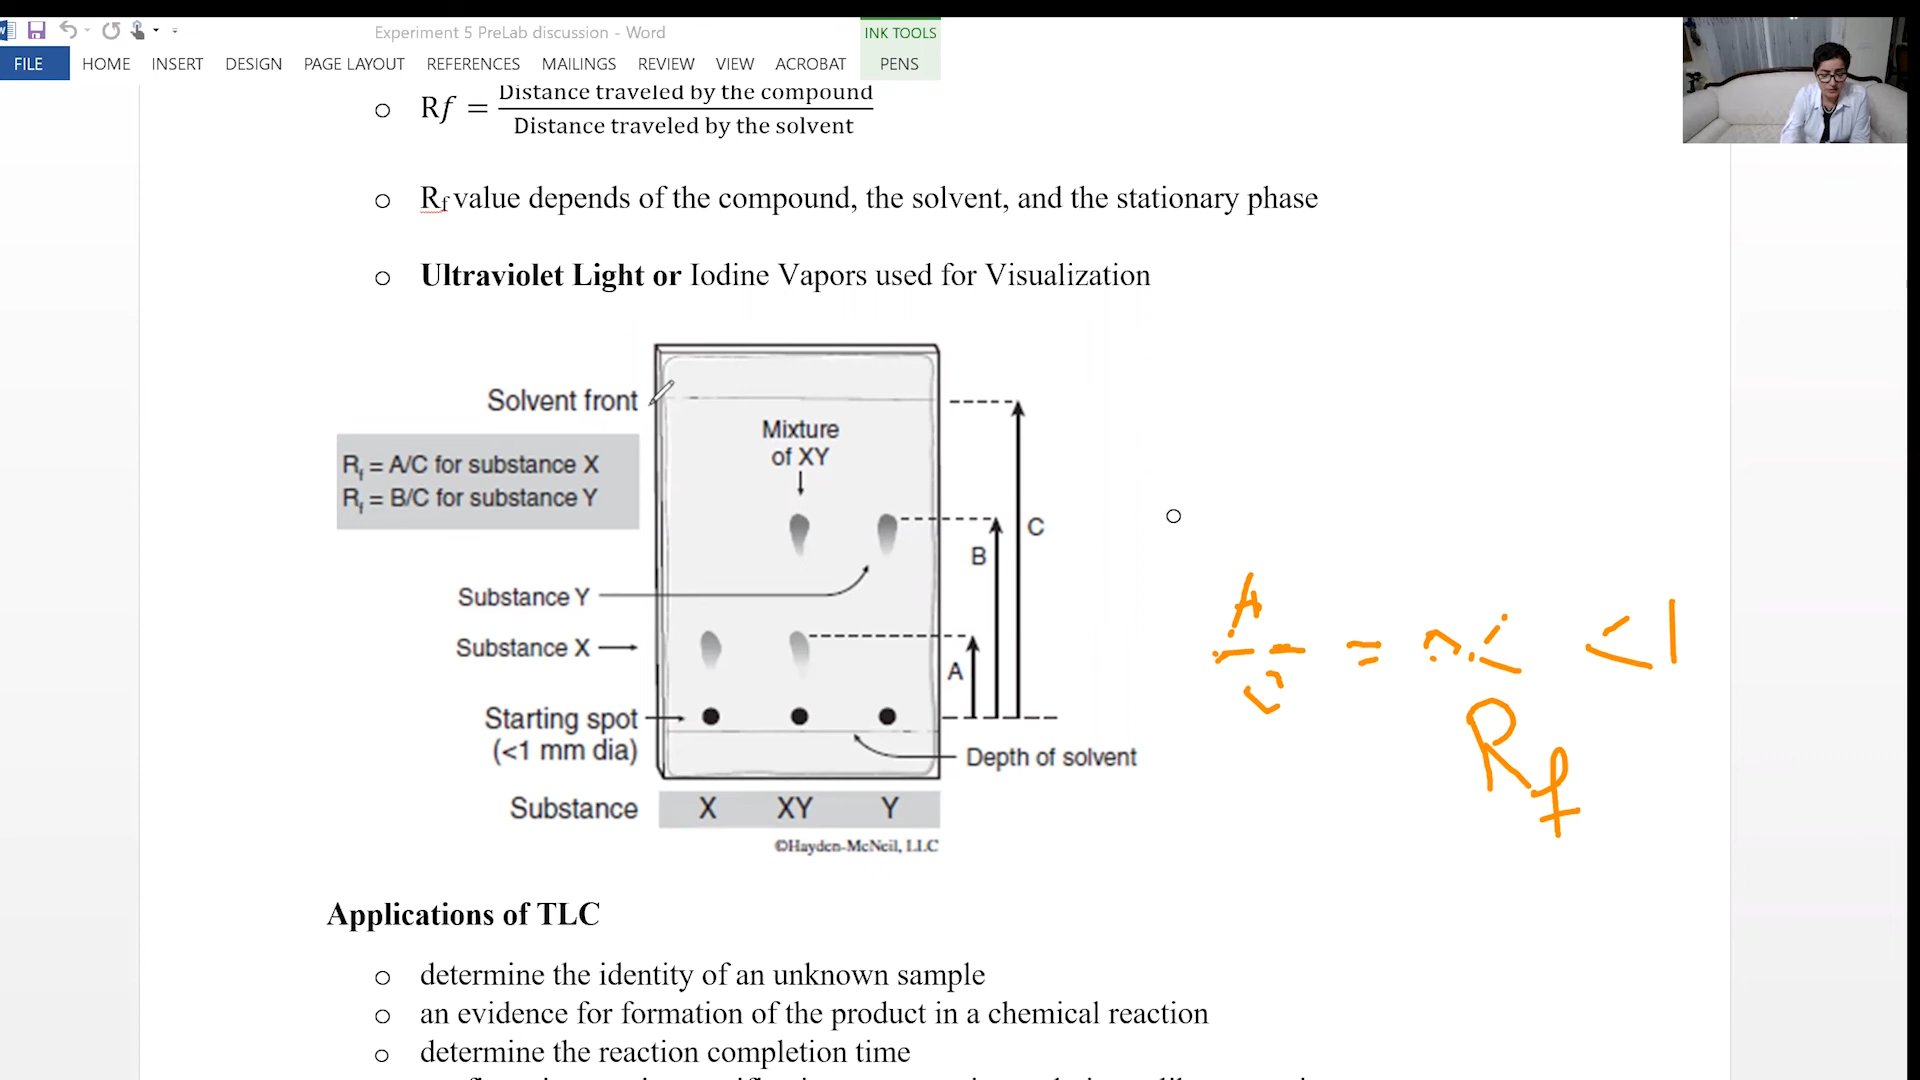 Experiment 5 PreLab discussion - Word
INK TOOLS
FILE HOME INSERT DESIGN PAGE LAYOUT REFERENCES MAILINGS REVIEW VIEW ACROBAT PENS
Distance traveled by the compound
Rf =
Distance traveled by the solvent
Rf value depends of the compound, the solvent, and the stationary phase
Ultraviolet Light or Iodine Vapors used for Visualization
Solvent front
Mixture
of XY
Rf = A/C for substance X
Rf = B/C for substance Y
C
B
Substance Y
Substance X
A
Starting spot
(<1 mm dia)
Depth of solvent
Substance X XY Y
©Hayden-McNeil, LLC
A
=
< 1
Rf
Applications of TLC
determine the identity of an unknown sample
an evidence for formation of the product in a chemical reaction
determine the reaction completion time